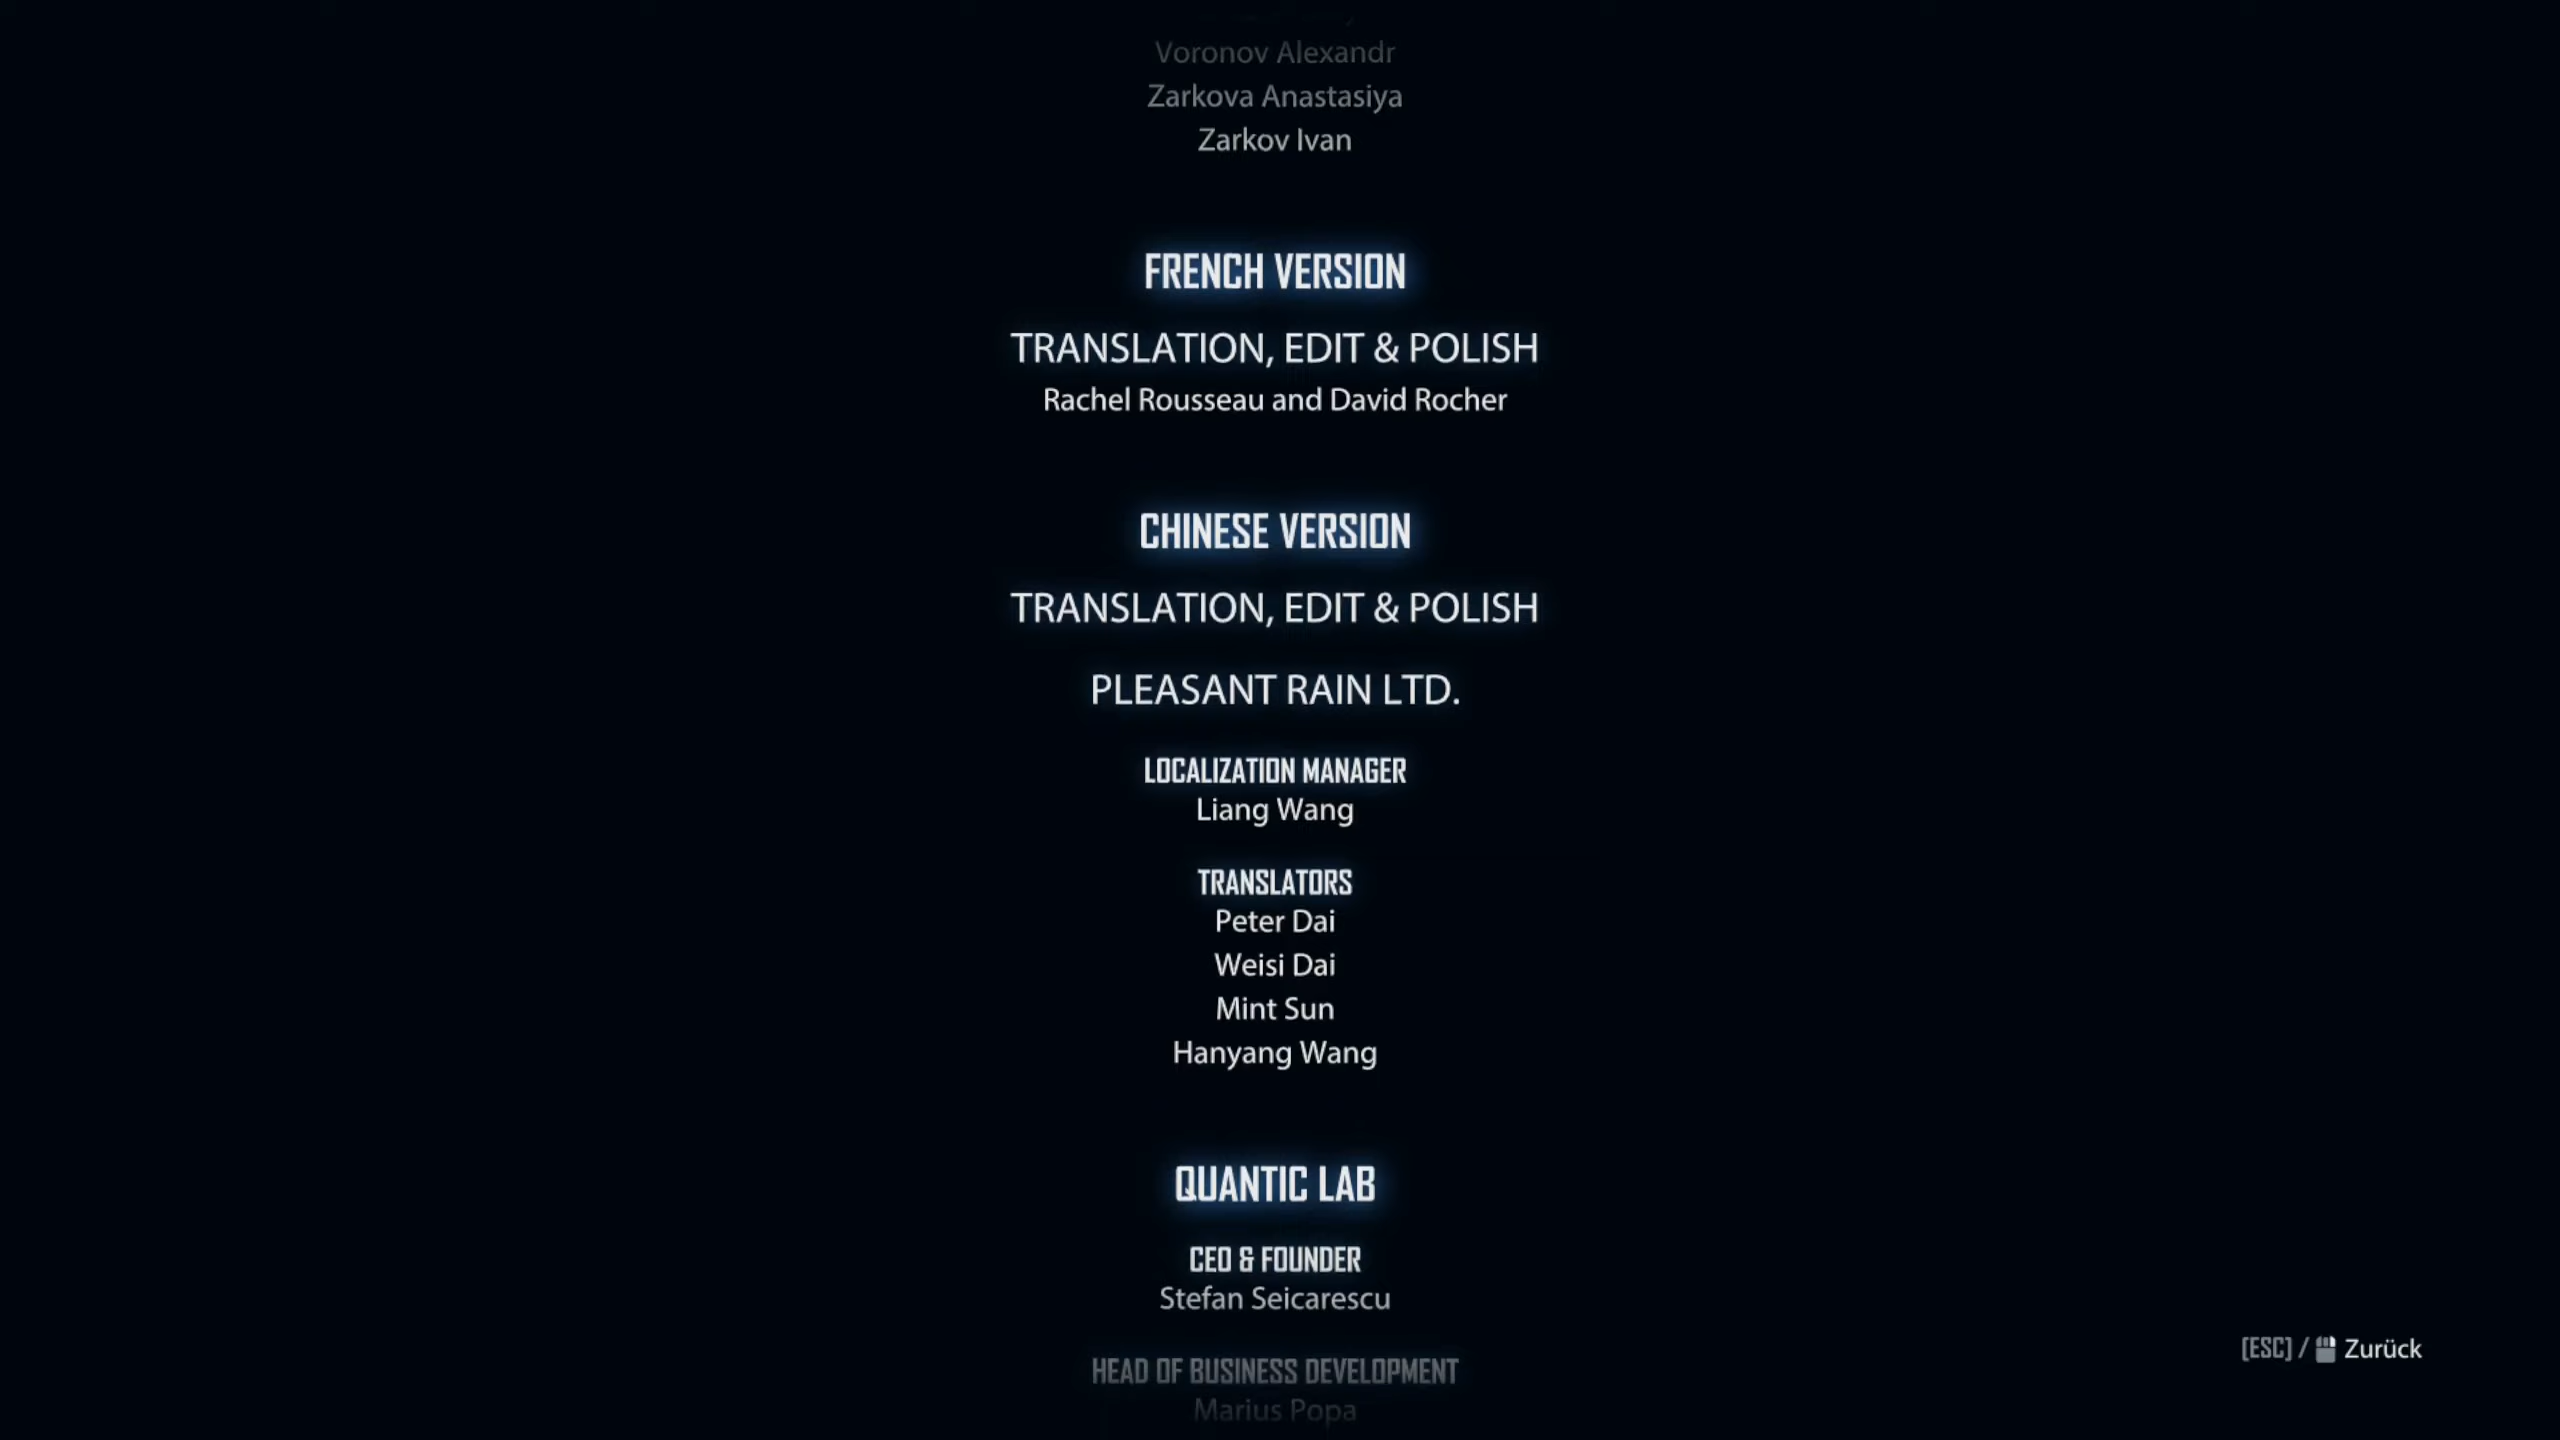 Voronov Alexandr
Zarkova Anastasiya
Zarkov Ivan
FRENCH VERSION
TRANSLATION, EDIT & POLISH
Rachel Rousseau and David Rocher
CHINESE VERSION
TRANSLATION, EDIT & POLISH
PLEASANT RAIN LTD.
LOCALIZATION MANAGER
Liang Wang
TRANSLATORS
Peter Dai
Weisi Dai
Mint Sun
Hanyang Wang
QUANTIC LAB
CEO & FOUNDER
Stefan Seicarescu
HEAD OF BUSINESS DEVELOPMENT
Marius Popa
[ESC] / Zurück